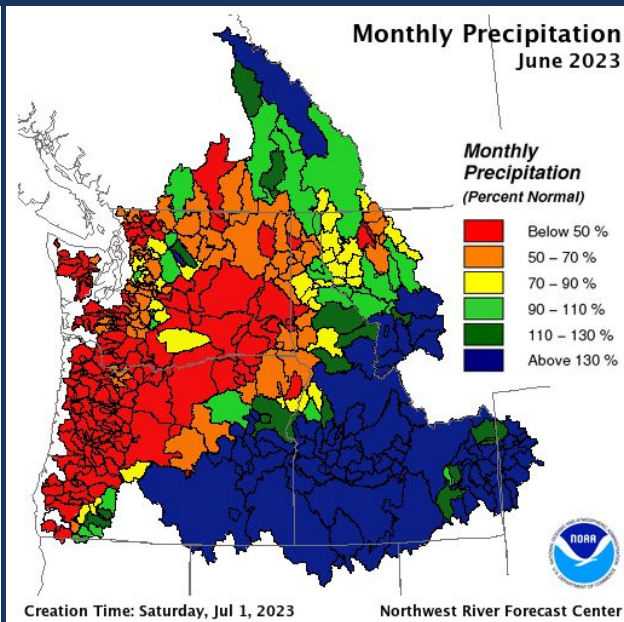 Monthly Precipitation
June 2023
Monthly
Precipitation
(Percent Normal)
Below 50 %
50 – 70 %
70 – 90 %
90 – 110 %
110 – 130 %
Above 130 %
NOAA
Creation Time: Saturday, Jul 1, 2023
Northwest River Forecast Center